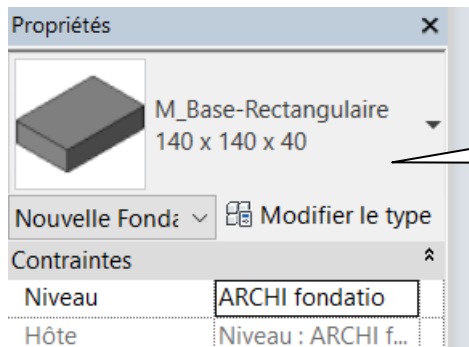 Propriétés
M_Base-Rectangulaire
140 x 140 x 40
Nouvelle Fonda Modifier le type
Contraintes
Niveau ARCHI fondatio
Hôte Niveau : ARCHI f...